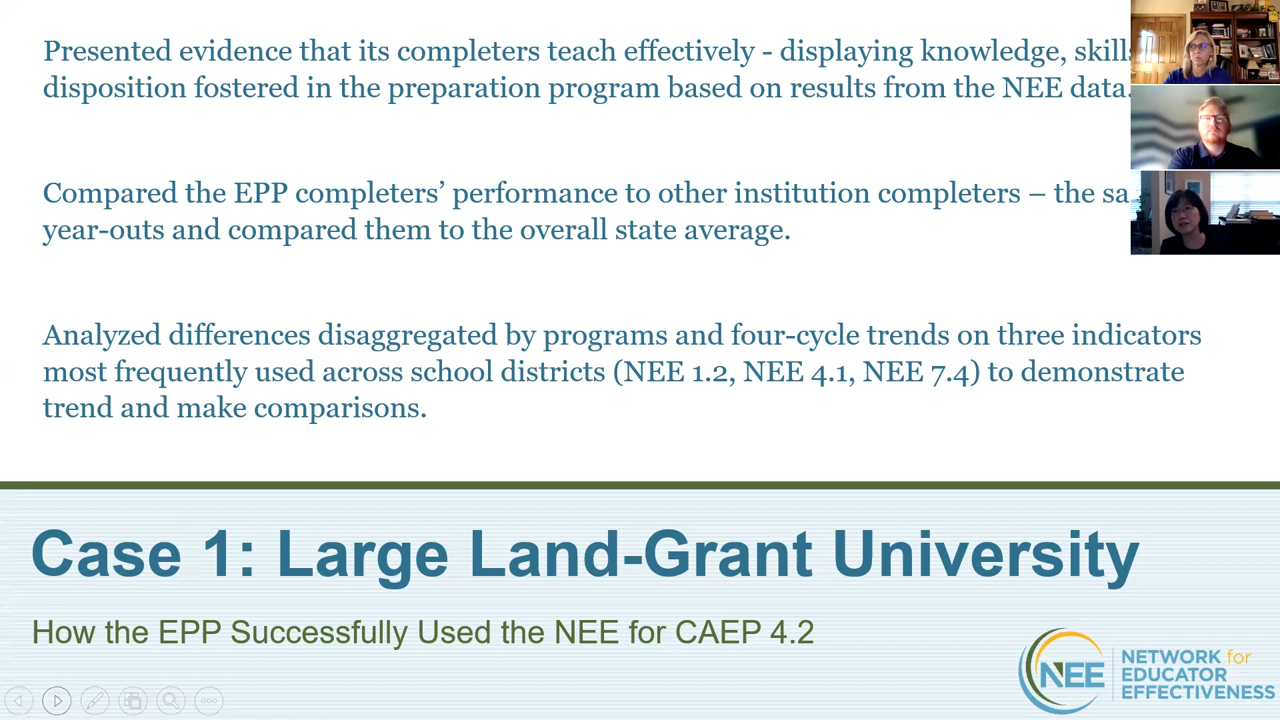 Presented evidence that its completers teach effectively - displaying knowledge, skills
disposition fostered in the preparation program based on results from the NEE data.
Compared the EPP completers’ performance to other institution completers – the sa
year-outs and compared them to the overall state average.
Analyzed differences disaggregated by programs and four-cycle trends on three indicators
most frequently used across school districts (NEE 1.2, NEE 4.1, NEE 7.4) to demonstrate
trend and make comparisons.
Case 1: Large Land-Grant University
How the EPP Successfully Used the NEE for CAEP 4.2
NEE
NETWORK for
EDUCATOR
EFFECTIVENESS